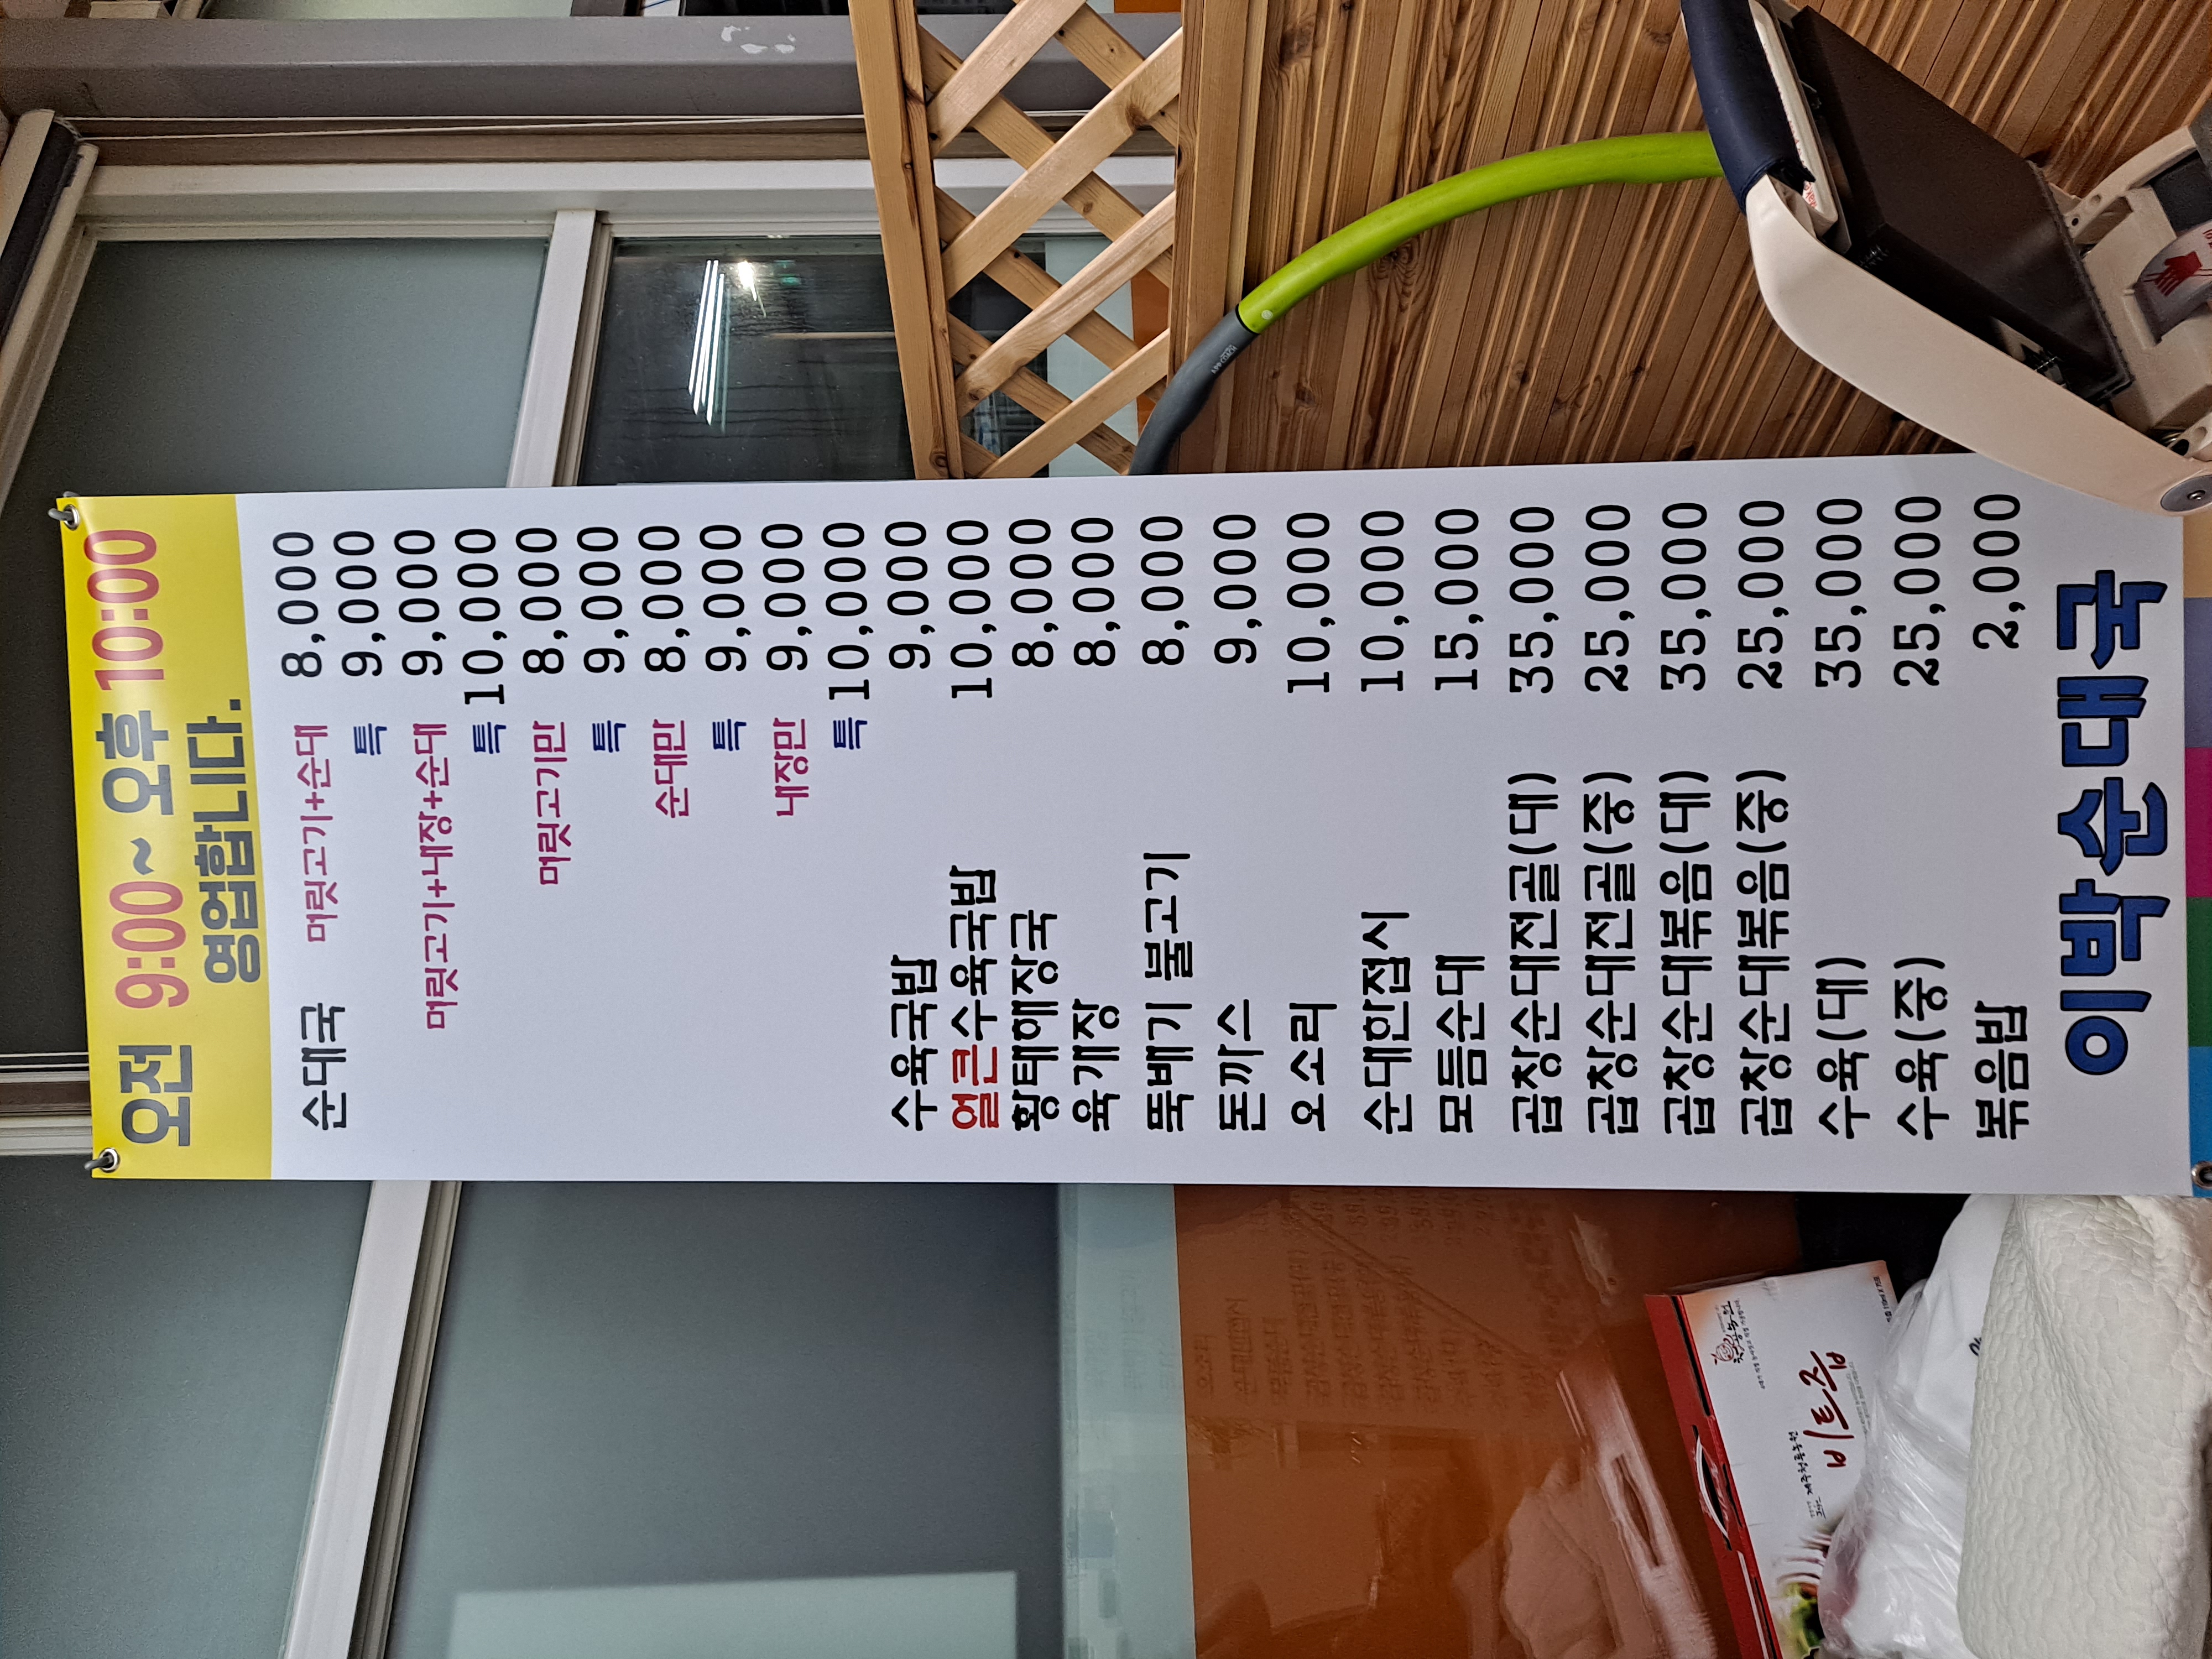 오전 9:00~ 오후 10:00
영업합니다.
순대국 머릿고기+순대 8,000
특 9,000
머릿고기+내장+순대 9,000
특 10,000
머릿고기만 8,000
특 9,000
순대만 8,000
특 9,000
내장만 9,000
특 10,000
수육국밥 9,000
얼큰수육국밥 10,000
황태해장국 8,000
육개장 8,000
뚝배기 불고기 8,000
돈까스 9,000
오소리 10,000
순대한접시 10,000
모듬순대 15,000
곱창순대전골(대) 35,000
곱창순대전골(중) 25,000
곱창순대볶음(대) 35,000
곱창순대볶음(중) 25,000
수육(대) 35,000
수육(중) 25,000
볶음밥 2,000
이박순대국
제주청룡농원
비트즙